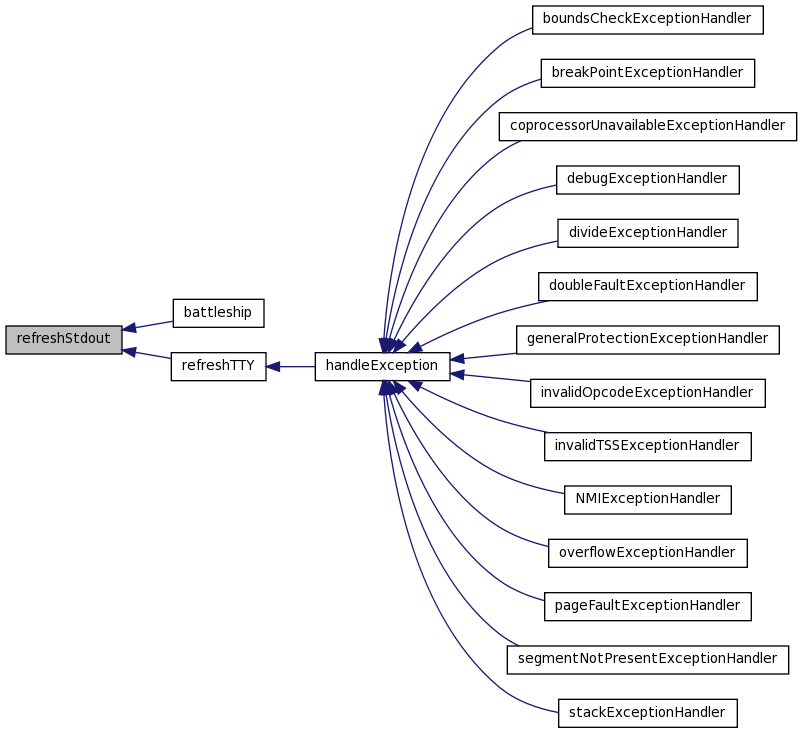 boundsCheckExceptionHandler
breakPointExceptionHandler
coprocessorUnavailableExceptionHandler
debugExceptionHandler
divideExceptionHandler
doubleFaultExceptionHandler
battleship
refreshStdout
generalProtectionExceptionHandler
refreshTTY
handleException
invalidOpcodeExceptionHandler
invalidTSSExceptionHandler
NMIExceptionHandler
overflowExceptionHandler
pageFaultExceptionHandler
segmentNotPresentExceptionHandler
stackExceptionHandler